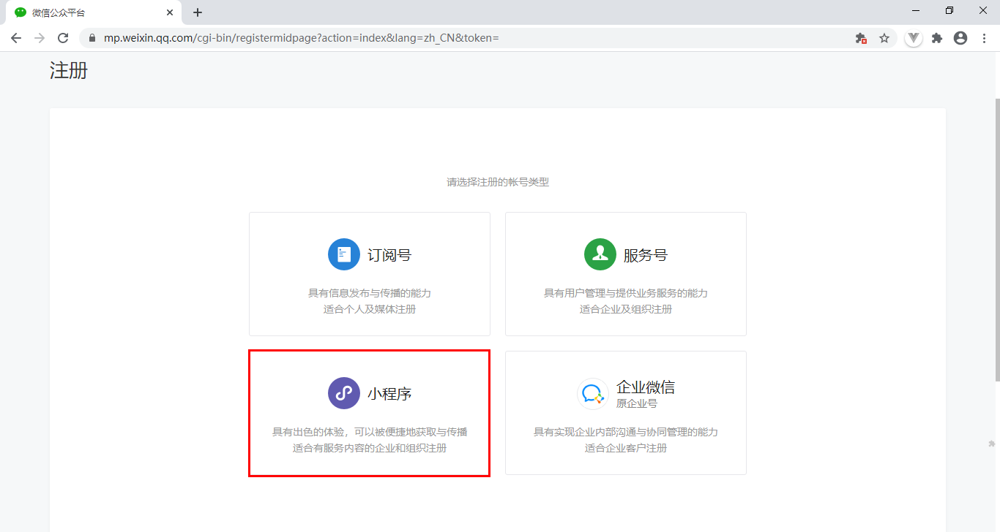 微信公众平台
mp.weixin.qq.com/cgi-bin/registermidpage?action=index&lang=zh_CN&token=
注册
请选择注册的帐号类型
订阅号
具有信息发布与传播的能力
适合个人及媒体注册
服务号
具有用户管理与提供业务服务的能力
适合企业及组织注册
小程序
具有出色的体验，可以被便捷地获取与传播
适合有服务内容的企业和组织注册
企业微信
原企业号
具有实现企业内部沟通与协同管理的能力
适合企业客户注册